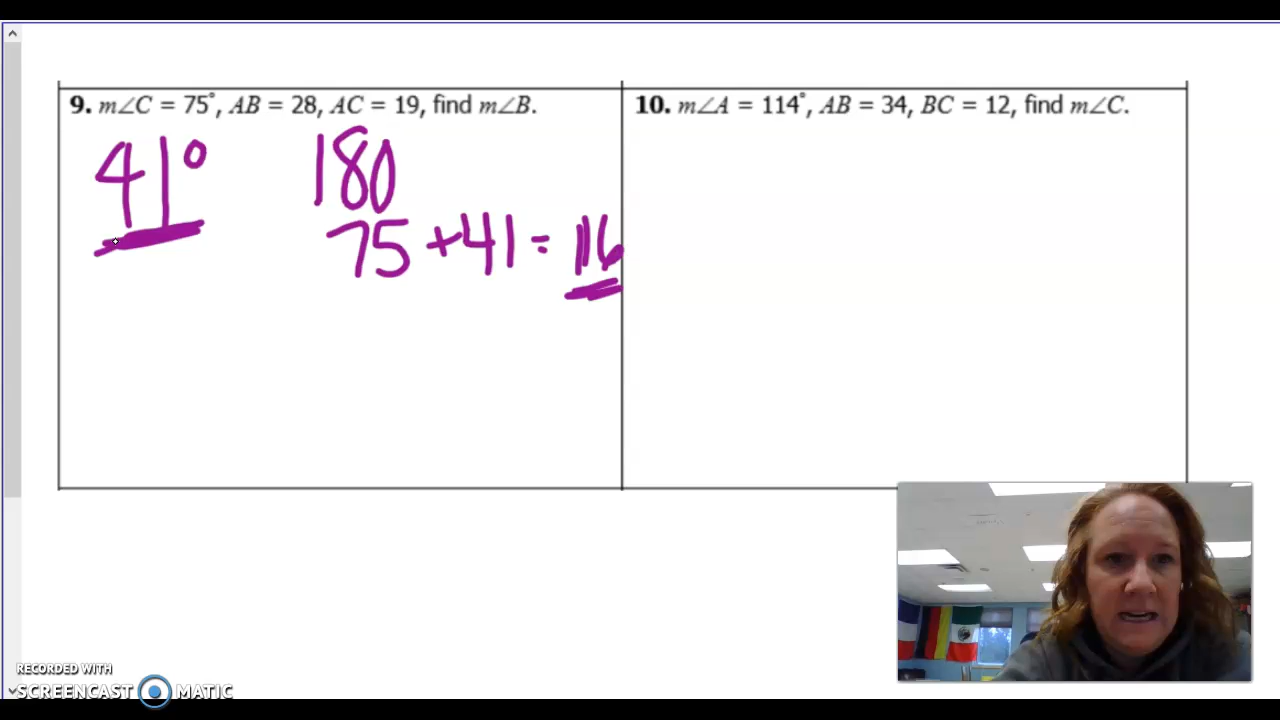 9. m∠C = 75°, AB = 28, AC = 19, find m∠B.
41° 180
75 + 41 = 116
10. m∠A = 114°, AB = 34, BC = 12, find m∠C.
RECORDED WITH
SCREENCAST MATIC